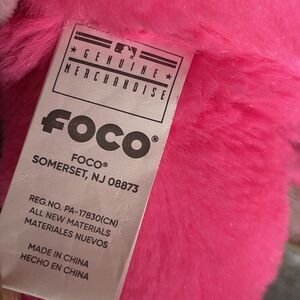 GENUINE
MERCHANDISE
FOCO®
FOCO®
SOMERSET, NJ 08873
REG.NO. PA-17830(CN)
ALL NEW MATERIALS
MATERIALES NUEVOS
MADE IN CHINA
HECHO EN CHINA